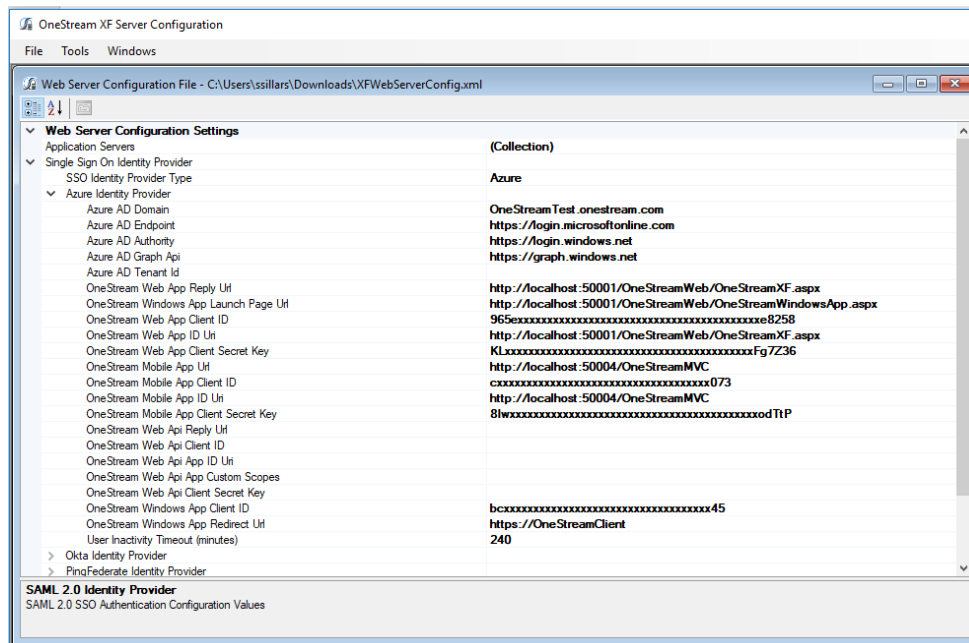 OneStream XF Server Configuration
File Tools Windows
Web Server Configuration File - C:\Users\ssillars\Downloads\XFWebServerConfig.xml
Web Server Configuration Settings
Application Servers (Collection)
Single Sign On Identity Provider
SSO Identity Provider Type Azure
Azure Identity Provider
Azure AD Domain OneStreamTest.onestream.com
Azure AD Endpoint https://login.microsoftonline.com
Azure AD Authority https://login.windows.net
Azure AD Graph Api https://graph.windows.net
Azure AD Tenant Id
OneStream Web App Reply Url http://localhost:50001/OneStreamWeb/OneStreamXF.aspx
OneStream Windows App Launch Page Url http://localhost:50001/OneStreamWeb/OneStreamWindowsApp.aspx
OneStream Web App Client ID 965exxxxxxxxxxxxxxxxxxxxxxxxxxxxxxxxxxxxxxxxe8258
OneStream Web App ID Uri http://localhost:50001/OneStreamWeb/OneStreamXF.aspx
OneStream Web App Client Secret Key KLxxxxxxxxxxxxxxxxxxxxxxxxxxxxxxxxxxxxxxxxxFg7Z36
OneStream Mobile App Url http://localhost:50004/OneStreamMVC
OneStream Mobile App Client ID cxxxxxxxxxxxxxxxxxxxxxxxxxxxxxxxxxxx073
OneStream Mobile App ID Uri http://localhost:50004/OneStreamMVC
OneStream Mobile App Client Secret Key 8lwxxxxxxxxxxxxxxxxxxxxxxxxxxxxxxxxxxxxxxxxxodTtP
OneStream Web Api Reply Url
OneStream Web Api Client ID
OneStream Web Api App ID Uri
OneStream Web Api App Custom Scopes
OneStream Web Api Client Secret Key
OneStream Windows App Client ID bcxxxxxxxxxxxxxxxxxxxxxxxxxxxxxxxxxx45
OneStream Windows App Redirect Url https://OneStreamClient
User Inactivity Timeout (minutes) 240
Okta Identity Provider
PingFederate Identity Provider
SAML 2.0 Identity Provider
SAML 2.0 SSO Authentication Configuration Values